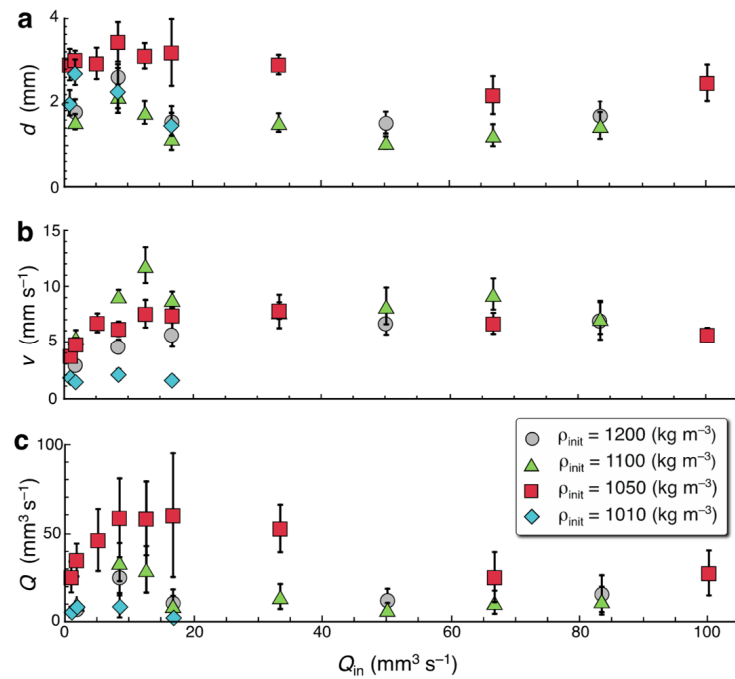 a
4
2
0
d (mm)
b
15
10
5
0
v (mm s⁻¹)
c
100
50
0
Q (mm³ s⁻¹)
ρinit = 1200 (kg m⁻³)
ρinit = 1100 (kg m⁻³)
ρinit = 1050 (kg m⁻³)
ρinit = 1010 (kg m⁻³)
0 20 40 60 80 100
Qin (mm³ s⁻¹)